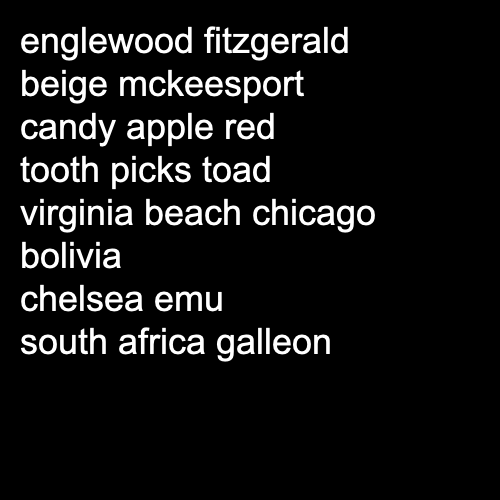 englewood fitzgerald
beige mckeesport
candy apple red
tooth picks toad
virginia beach chicago
bolivia
chelsea emu
south africa galleon